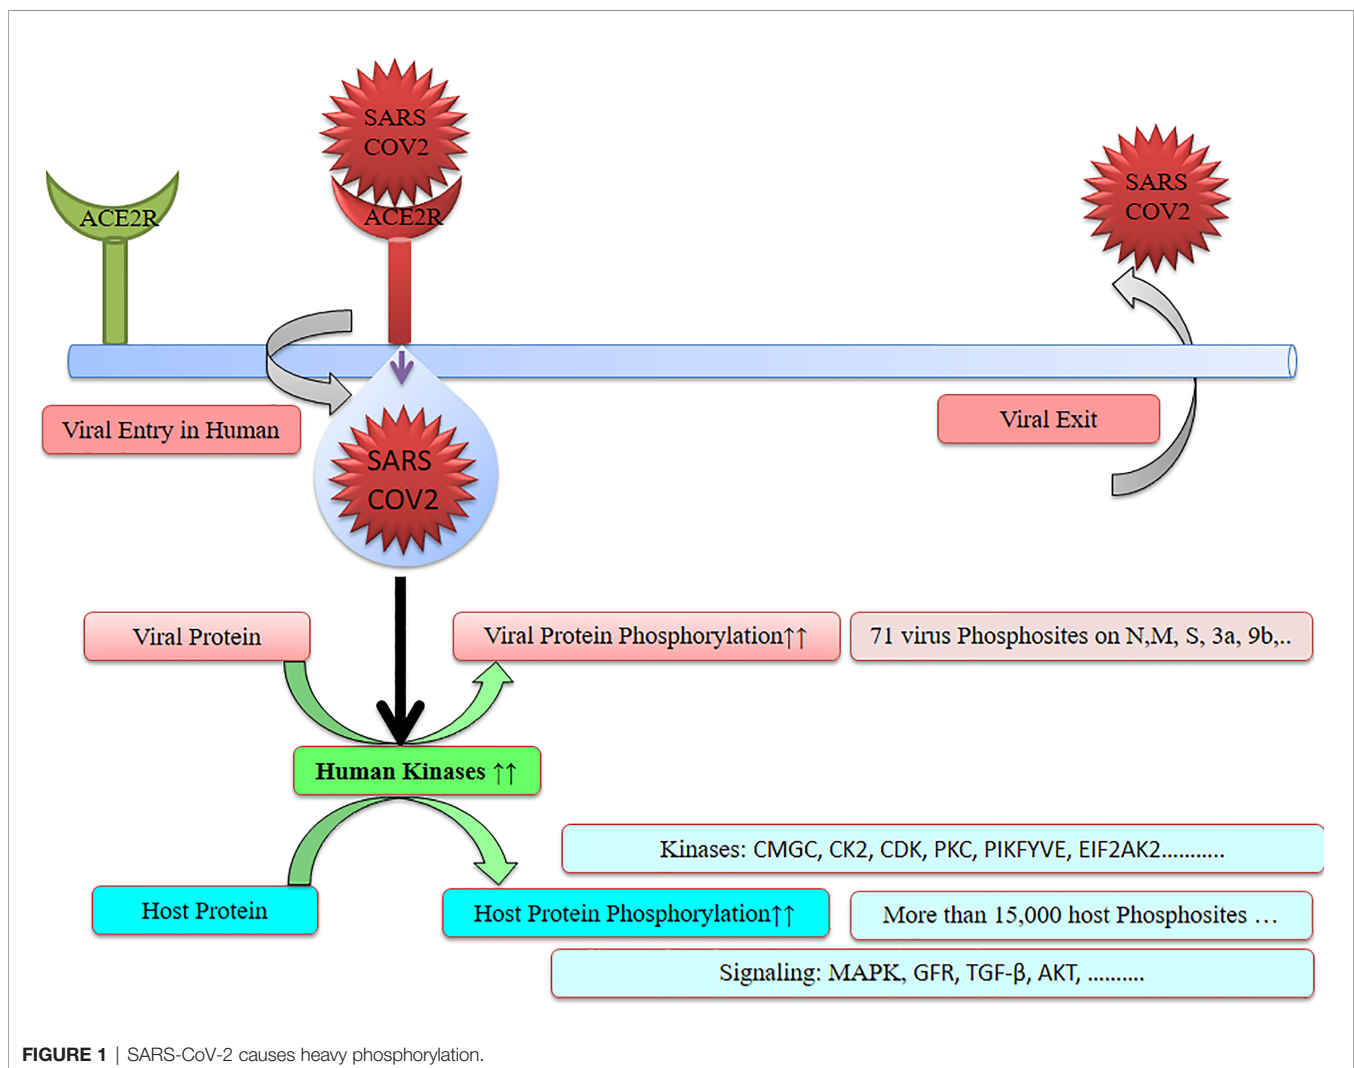 SARS
COV2
SARS
COV2
ACE2R
ACE2R
Viral Entry in Human
Viral Exit
SARS
COV2
Viral Protein
Viral Protein Phosphorylation↑↑
71 virus Phosphosites on N,M, S, 3a, 9b,..
Human Kinases ↑↑
Kinases: CMGC, CK2, CDK, PKC, PIKFYVE, EIF2AK2...........
Host Protein
Host Protein Phosphorylation↑↑
More than 15,000 host Phosphosites ...
Signaling: MAPK, GFR, TGF-β, AKT, ..........
FIGURE 1 | SARS-CoV-2 causes heavy phosphorylation.